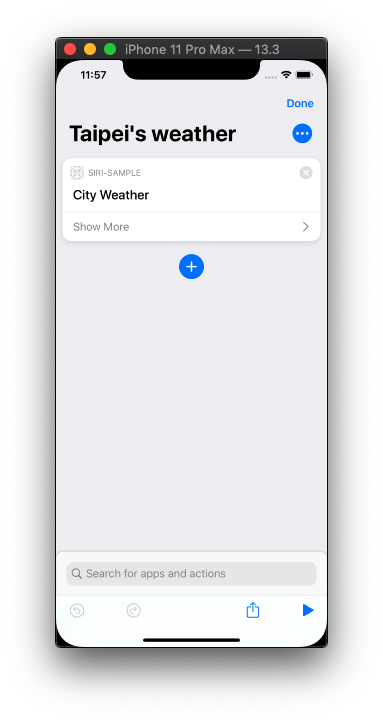 iPhone 11 Pro Max — 13.3
11:57
Done
Taipei's weather
SIRI-SAMPLE
City Weather
Show More
Search for apps and actions